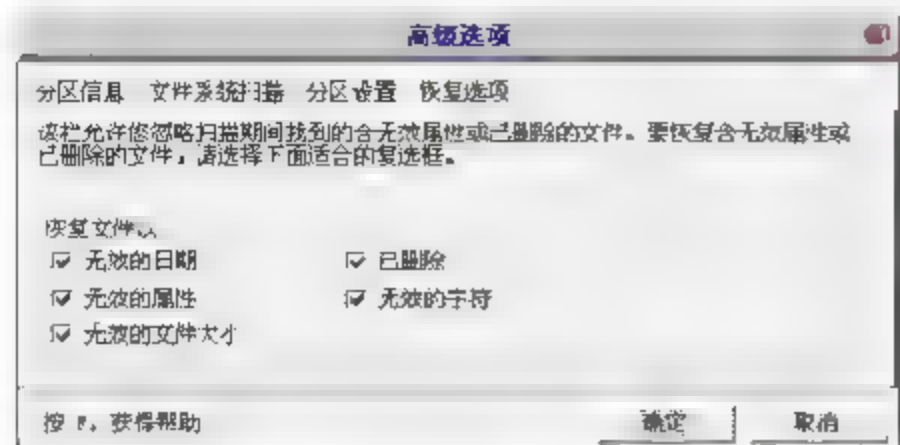 高级选项
分区信息 文件系统扫描 分区设置 恢复选项
该栏允许您忽略扫描期间找到的含无效属性或已删除的文件。要恢复含无效属性或
已删除的文件，请选择下面适合的复选框。
恢复文件
无效的日期 已删除
无效的属性 无效的字符
无效的文件大小
按 获得帮助 确定 取消